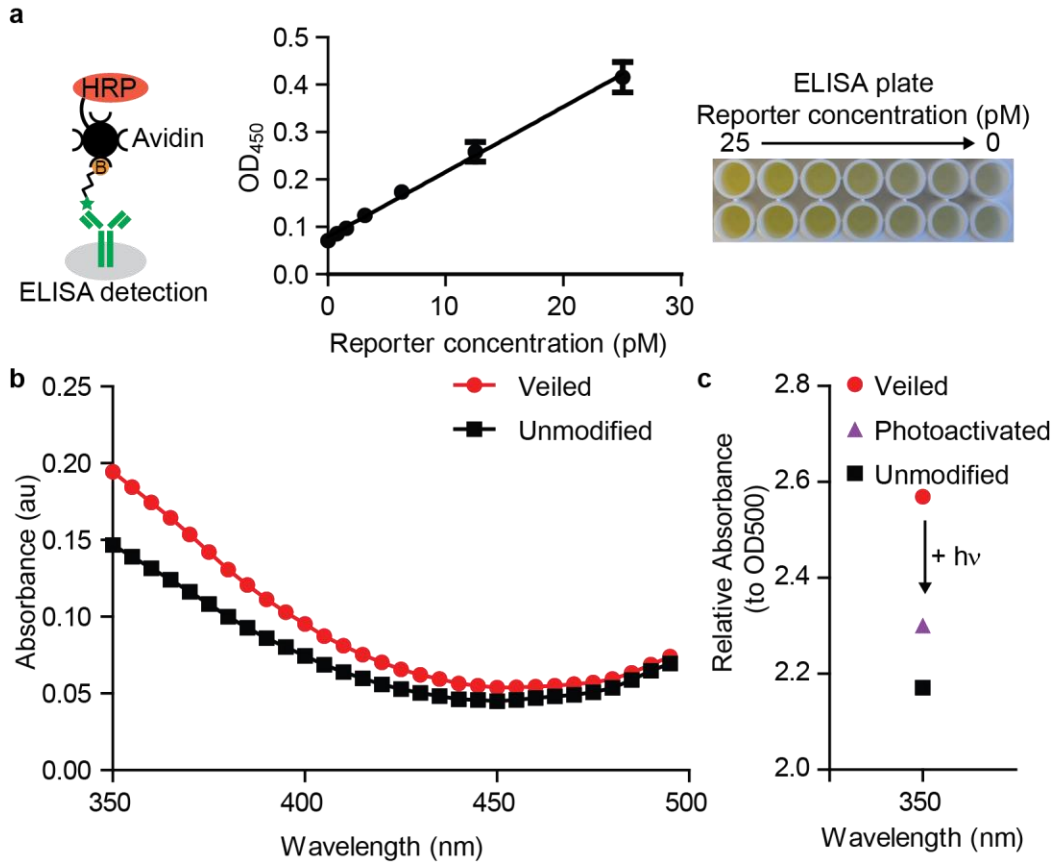 a
HRP
Avidin
B
ELISA detection
OD450
0.5
0.4
0.3
0.2
0.1
0.0
0 10 20 30
Reporter concentration (pM)
ELISA plate
Reporter concentration (pM)
25 0
b
Absorbance (au)
0.25
0.20
0.15
0.10
0.05
0.00
350 400 450 500
Wavelength (nm)
Veiled
Unmodified
c
Relative Absorbance
(to OD500)
2.8
2.6
2.4
2.2
2.0
Veiled
Photoactivated
Unmodified
+ hν
350
Wavelength (nm)